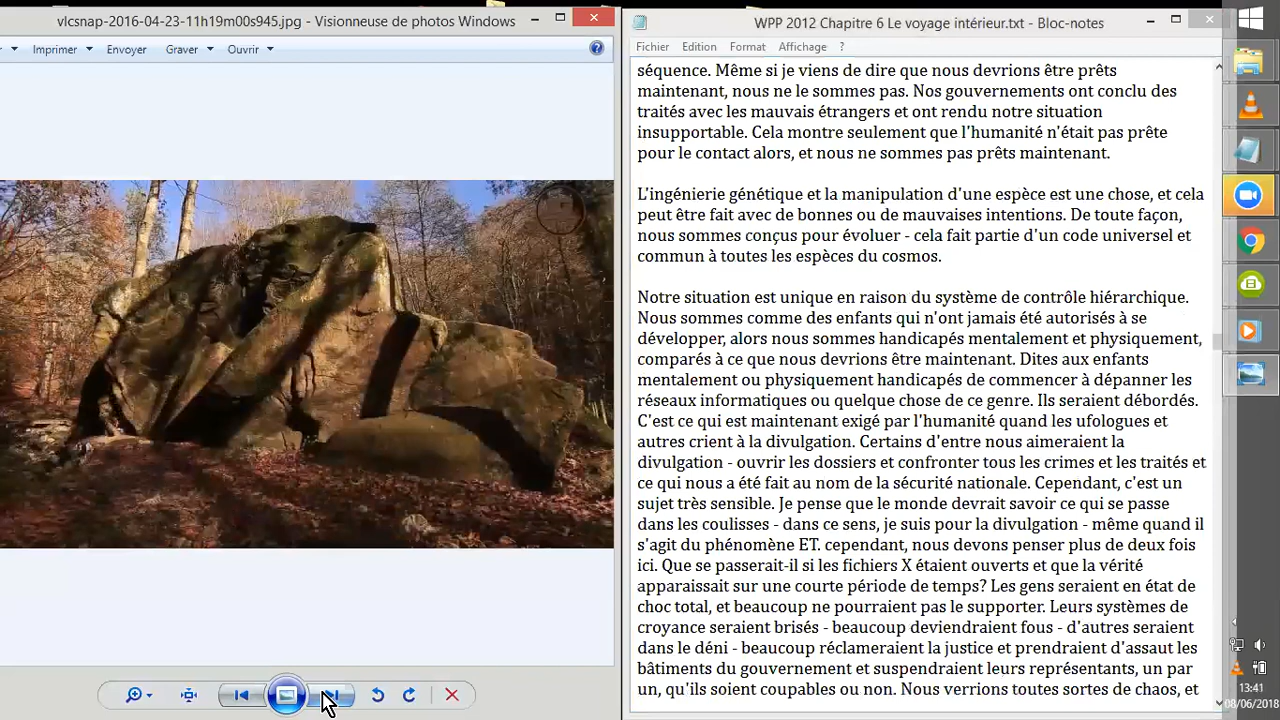 vlcsnap-2016-04-23-11h19m00s945.jpg - Visionneuse de photos Windows
Imprimer
Envoyer
Graver
Ouvrir
?
WPP 2012 Chapitre 6 Le voyage intérieur.txt - Bloc-notes
Fichier Edition Format Affichage ?
séquence. Même si je viens de dire que nous devrions être prêts
maintenant, nous ne le sommes pas. Nos gouvernements ont conclu des
traités avec les mauvais étrangers et ont rendu notre situation
insupportable. Cela montre seulement que l'humanité n'était pas prête
pour le contact alors, et nous ne sommes pas prêts maintenant.
L'ingénierie génétique et la manipulation d'une espèce est une chose, et cela
peut être fait avec de bonnes ou de mauvaises intentions. De toute façon,
nous sommes conçus pour évoluer - cela fait partie d'un code universel et
commun à toutes les espèces du cosmos.
Notre situation est unique en raison du système de contrôle hiérarchique.
Nous sommes comme des enfants qui n'ont jamais été autorisés à se
développer, alors nous sommes handicapés mentalement et physiquement,
comparés à ce que nous devrions être maintenant. Dites aux enfants
mentalement ou physiquement handicapés de commencer à dépanner les
réseaux informatiques ou quelque chose de ce genre. Ils seraient débordés.
C'est ce qui est maintenant exigé par l'humanité quand les ufologues et
autres crient à la divulgation. Certains d'entre nous aimeraient la
divulgation - ouvrir les dossiers et confronter tous les crimes et les traités et
ce qui nous a été fait au nom de la sécurité nationale. Cependant, c'est un
sujet très sensible. Je pense que le monde devrait savoir ce qui se passe
dans les coulisses - dans ce sens, je suis pour la divulgation - même quand il
s'agit du phénomène ET. cependant, nous devons penser plus de deux fois
ici. Que se passerait-il si les fichiers X étaient ouverts et que la vérité
apparaissait sur une courte période de temps? Les gens seraient en état de
choc total, et beaucoup ne pourraient pas le supporter. Leurs systèmes de
croyance seraient brisés - beaucoup deviendraient fous - d'autres seraient
dans le déni - beaucoup réclameraient la justice et prendraient d'assaut les
bâtiments du gouvernement et suspendraient leurs représentants, un par
un, qu'ils soient coupables ou non. Nous verrions toutes sortes de chaos, et
13:41
08/06/2018